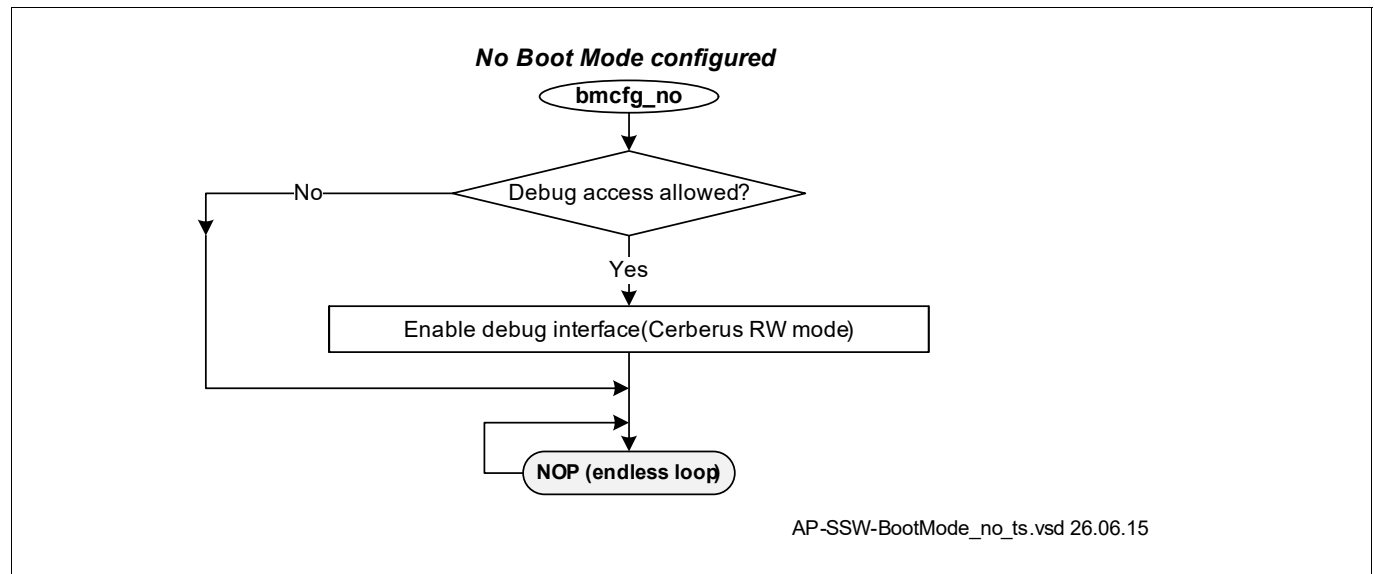 No Boot Mode configured
bmcfg_no
Debug access allowed?
No
Yes
Enable debug interface(Cerberus RW mode)
NOP (endless loop)
AP-SSW-BootMode_no_ts.vsd 26.06.15